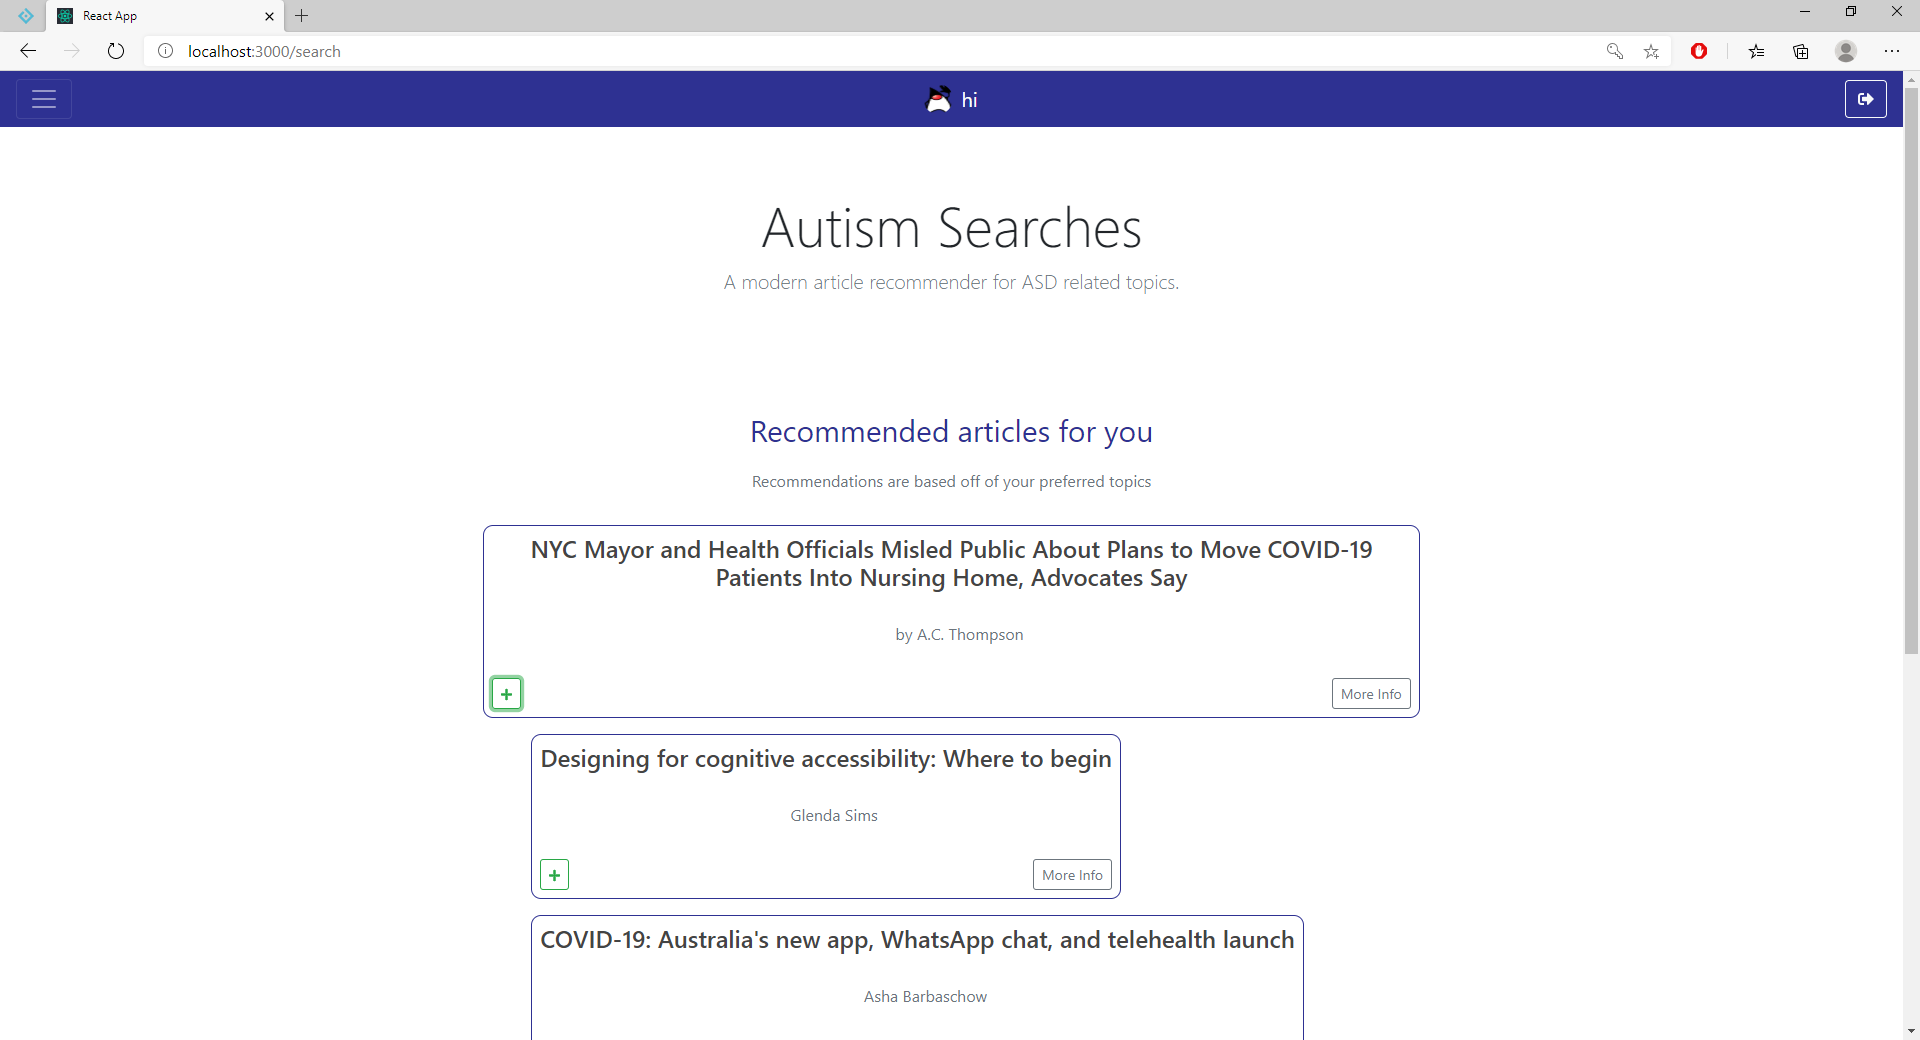 React App
localhost:3000/search
hi
Autism Searches
A modern article recommender for ASD related topics.
Recommended articles for you
Recommendations are based off of your preferred topics
NYC Mayor and Health Officials Misled Public About Plans to Move COVID-19
Patients Into Nursing Home, Advocates Say
by A.C. Thompson
+ More Info
Designing for cognitive accessibility: Where to begin
Glenda Sims
+ More Info
COVID-19: Australia's new app, WhatsApp chat, and telehealth launch
Asha Barbaschow